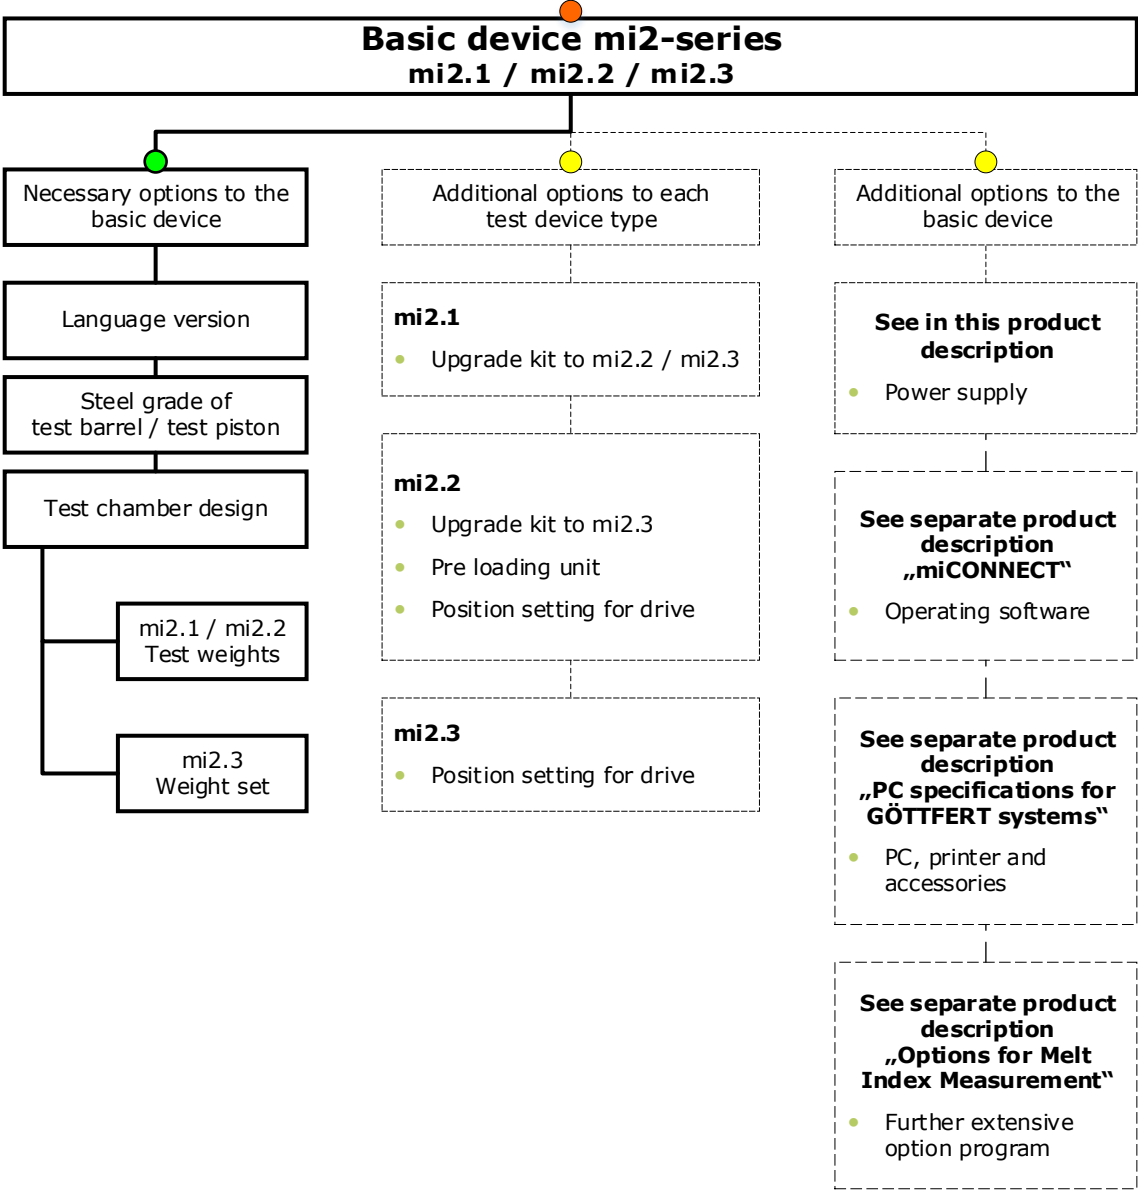 Basic device mi2-series
mi2.1 / mi2.2 / mi2.3
Necessary options to the
basic device
Language version
Steel grade of
test barrel / test piston
Test chamber design
mi2.1 / mi2.2
Test weights
mi2.3
Weight set
Additional options to each
test device type
mi2.1
Upgrade kit to mi2.2 / mi2.3
mi2.2
Upgrade kit to mi2.3
Pre loading unit
Position setting for drive
mi2.3
Position setting for drive
Additional options to the
basic device
See in this product
description
Power supply
See separate product
description
„miCONNECT“
Operating software
See separate product
description
„PC specifications for
GÖTTFERT systems“
PC, printer and
accessories
See separate product
description
„Options for Melt
Index Measurement“
Further extensive
option program